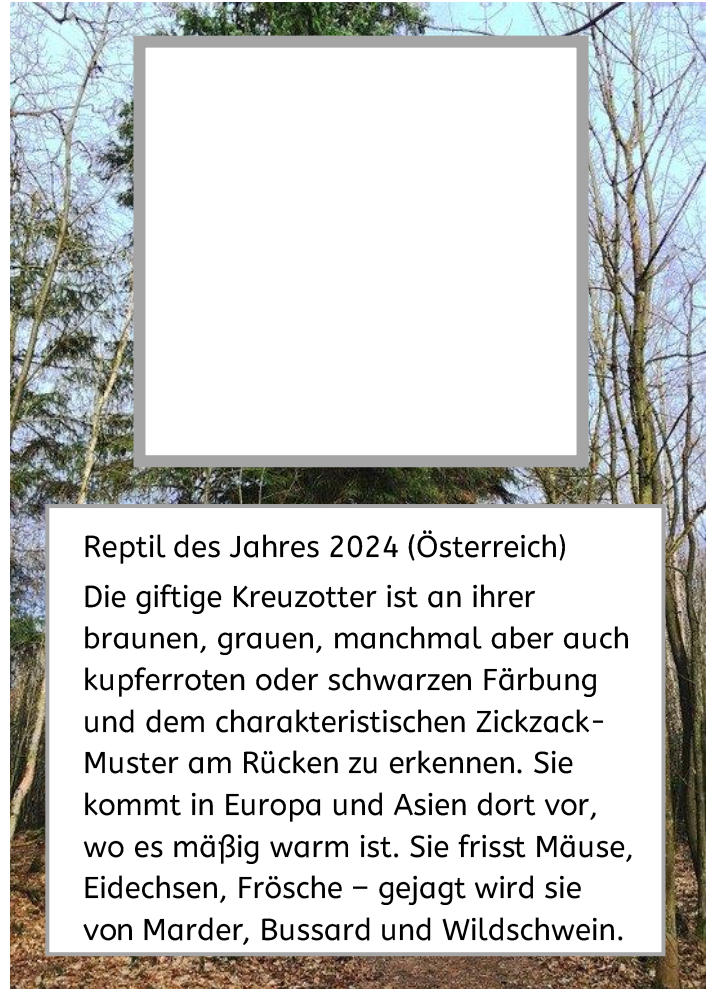 Reptil des Jahres 2024 (Österreich)
Die giftige Kreuzotter ist an ihrer
braunen, grauen, manchmal aber auch
kupferroten oder schwarzen Färbung
und dem charakteristischen Zickzack-
Muster am Rücken zu erkennen. Sie
kommt in Europa und Asien dort vor,
wo es mäßig warm ist. Sie frisst Mäuse,
Eidechsen, Frösche – gejagt wird sie
von Marder, Bussard und Wildschwein.